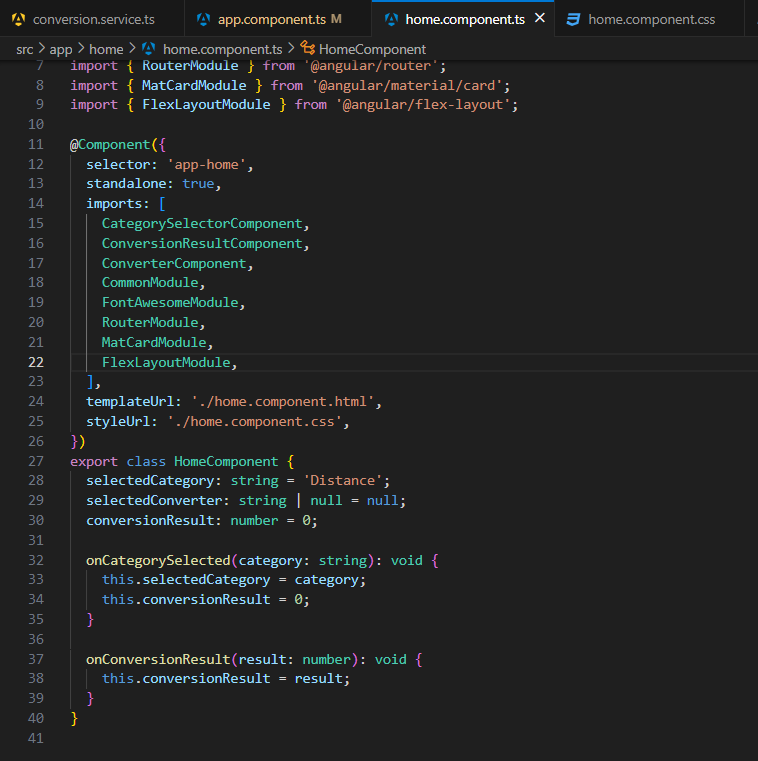 conversion.service.ts
app.component.ts M
home.component.ts ×
home.component.css
src > app > home > home.component.ts > HomeComponent
7 import { RouterModule } from '@angular/router';
8 import { MatCardModule } from '@angular/material/card';
9 import { FlexLayoutModule } from '@angular/flex-layout';
10
11 @Component({
12   selector: 'app-home',
13   standalone: true,
14   imports: [
15     CategorySelectorComponent,
16     ConversionResultComponent,
17     ConverterComponent,
18     CommonModule,
19     FontAwesomeModule,
20     RouterModule,
21     MatCardModule,
22     FlexLayoutModule,
23   ],
24   templateUrl: './home.component.html',
25   styleUrl: './home.component.css',
26 })
27 export class HomeComponent {
28   selectedCategory: string = 'Distance';
29   selectedConverter: string | null = null;
30   conversionResult: number = 0;
31
32   onCategorySelected(category: string): void {
33     this.selectedCategory = category;
34     this.conversionResult = 0;
35   }
36
37   onConversionResult(result: number): void {
38     this.conversionResult = result;
39   }
40 }
41